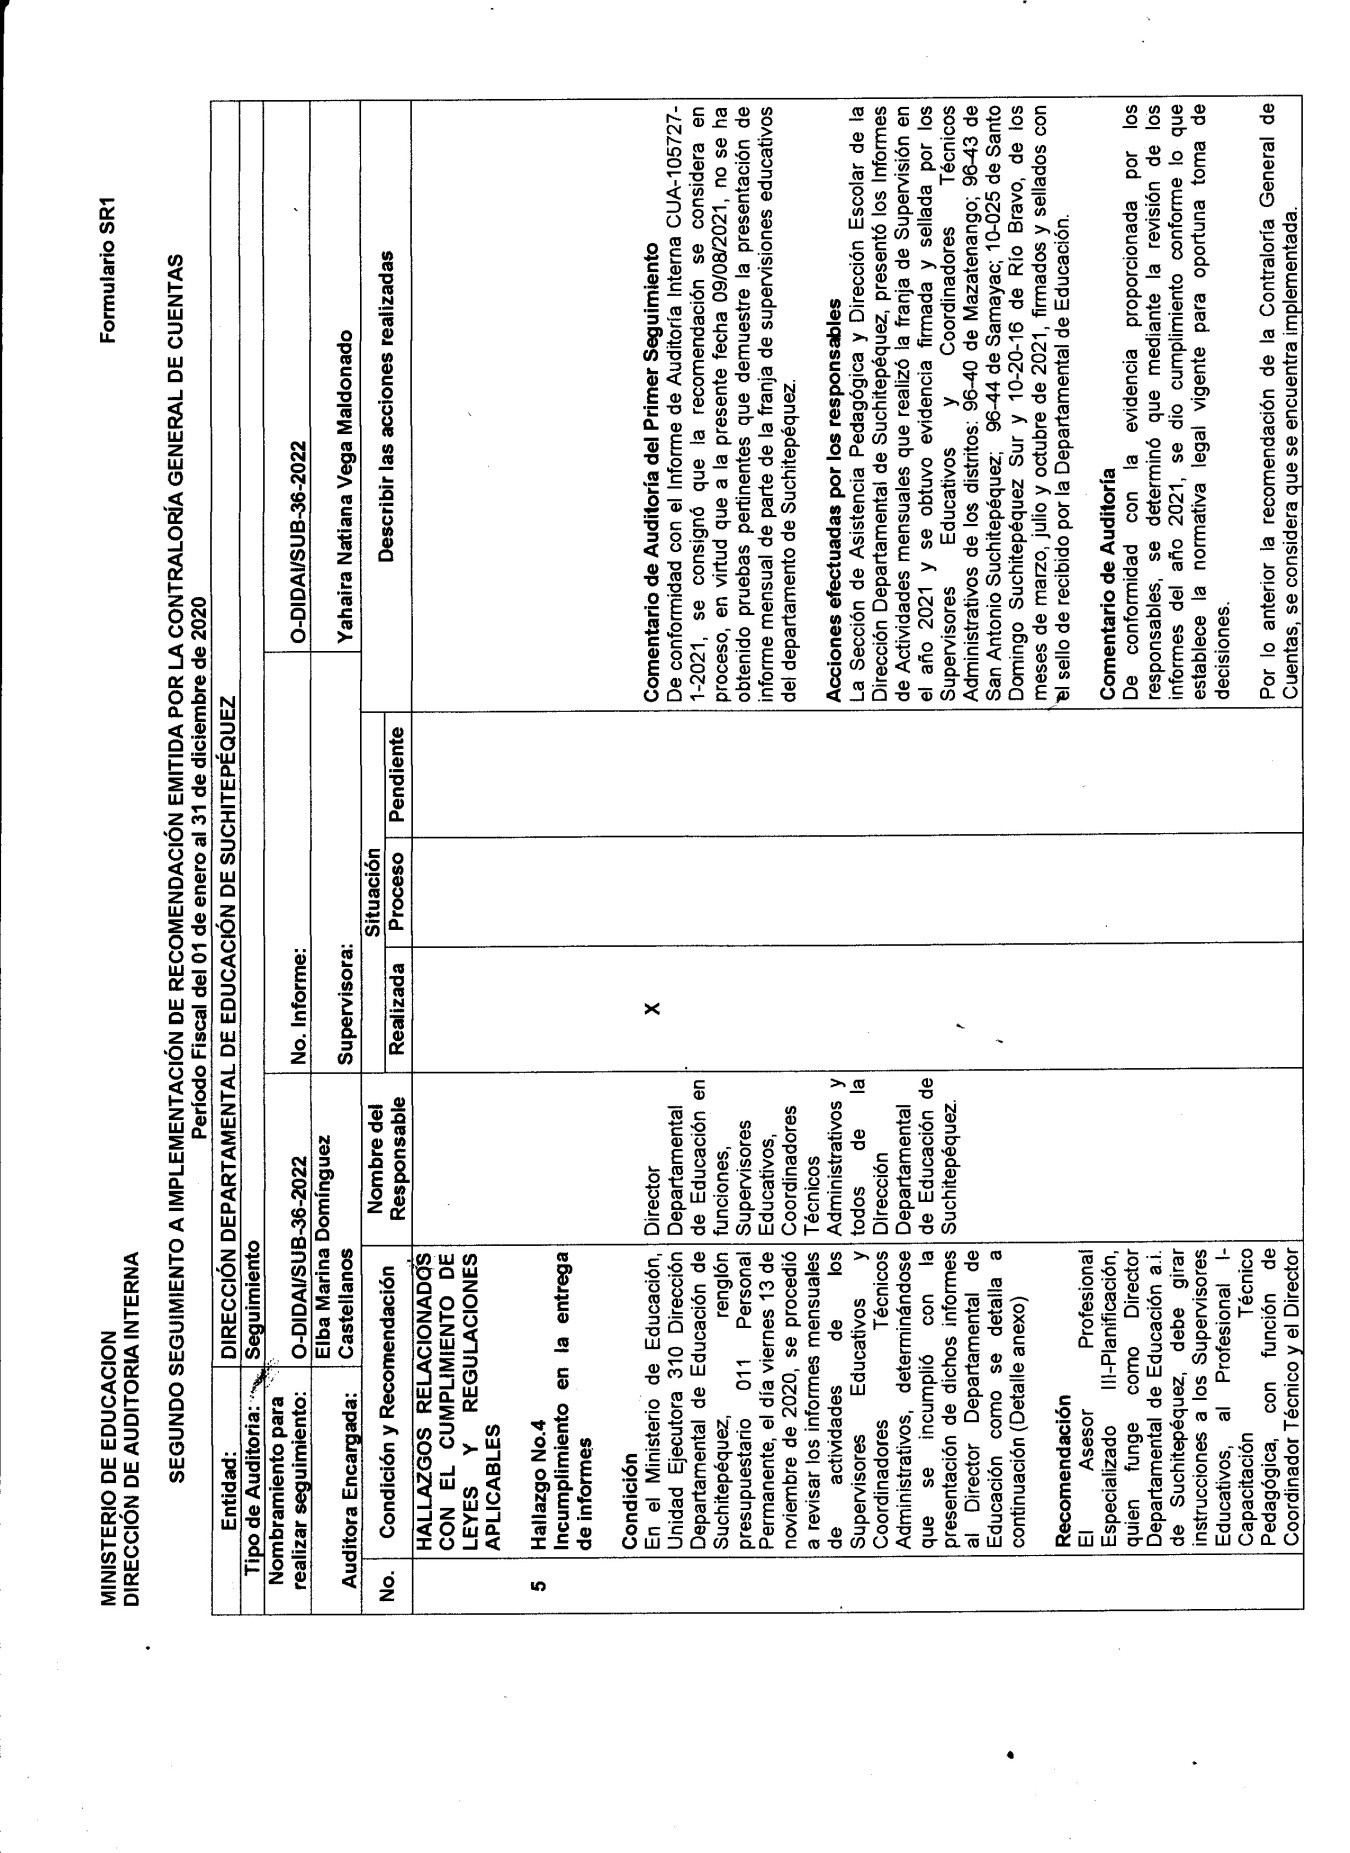 MINISTERIO DE EDUCACION
DIRECCIÓN DE AUDITORIA INTERNA
Formulario SR1
SEGUNDO SEGUIMIENTO A IMPLEMENTACIÓN DE RECOMENDACIÓN EMITIDA POR LA CONTRALORÍA GENERAL DE CUENTAS
Período Fiscal del 01 de enero al 31 de diciembre de 2020
Entidad: DIRECCIÓN DEPARTAMENTAL DE EDUCACIÓN DE SUCHITEPÉQUEZ
Tipo de Auditoria: Seguimiento
Nombramiento para
realizar seguimiento: O-DIDAI/SUB-36-2022 No. Informe: O-DIDAI/SUB-36-2022
Auditora Encargada: Elba Marina Domínguez
Castellanos Supervisora: Yahaira Natiana Vega Maldonado
No. Condición y Recomendación Nombre del
Responsable Situación Describir las acciones realizadas
Realizada Proceso Pendiente
HALLAZGOS RELACIONADOS
CON EL CUMPLIMIENTO DE
LEYES Y REGULACIONES
APLICABLES
5 Hallazgo No.4
Incumplimiento en la entrega
de informes
Condición
En el Ministerio de Educación,
Unidad Ejecutora 310 Dirección
Departamental de Educación de
Suchitepéquez, renglón
presupuestario 011 Personal
Permanente, el día viernes 13 de
noviembre de 2020, se procedió
a revisar los informes mensuales
de actividades de los
Supervisores Educativos y
Coordinadores Técnicos
Administrativos, determinándose
que se incumplió con la
presentación de dichos informes
al Director Departamental de
Educación como se detalla a
continuación (Detalle anexo)
Recomendación
El Asesor Profesional
Especializado III-Planificación,
quien funge como Director
Departamental de Educación a.i.
de Suchitepéquez, debe girar
instrucciones a los Supervisores
Educativos, al Profesional I-
Capacitación Técnico
Pedagógica, con función de
Coordinador Técnico y el Director
Director
Departamental
de Educación en
funciones,
Supervisores
Educativos,
Coordinadores
Técnicos
Administrativos y
todos de la
Dirección
Departamental
de Educación de
Suchitepéquez.
X
Comentario de Auditoría del Primer Seguimiento
De conformidad con el Informe de Auditoría Interna CUA-105727-
1-2021, se consignó que la recomendación se considera en
proceso, en virtud que a la presente fecha 09/08/2021, no se ha
obtenido pruebas pertinentes que demuestre la presentación de
informe mensual de parte de la franja de supervisiones educativos
del departamento de Suchitepéquez.
Acciones efectuadas por los responsables
La Sección de Asistencia Pedagógica y Dirección Escolar de la
Dirección Departamental de Suchitepéquez, presentó los Informes
de Actividades mensuales que realizó la franja de Supervisión en
el año 2021 y se obtuvo evidencia firmada y sellada por los
Supervisores Educativos y Coordinadores Técnicos
Administrativos de los distritos: 96-40 de Mazatenango; 96-43 de
San Antonio Suchitepéquez; 96-44 de Samayac; 10-025 de Santo
Domingo Suchitepéquez Sur y 10-20-16 de Río Bravo, de los
meses de marzo, julio y octubre de 2021, firmados y sellados con
el sello de recibido por la Departamental de Educación.
Comentario de Auditoría
De conformidad con la evidencia proporcionada por los
responsables, se determinó que mediante la revisión de los
informes del año 2021, se dio cumplimiento conforme lo que
establece la normativa legal vigente para oportuna toma de
decisiones.
Por lo anterior la recomendación de la Contraloría General de
Cuentas, se considera que se encuentra implementada.